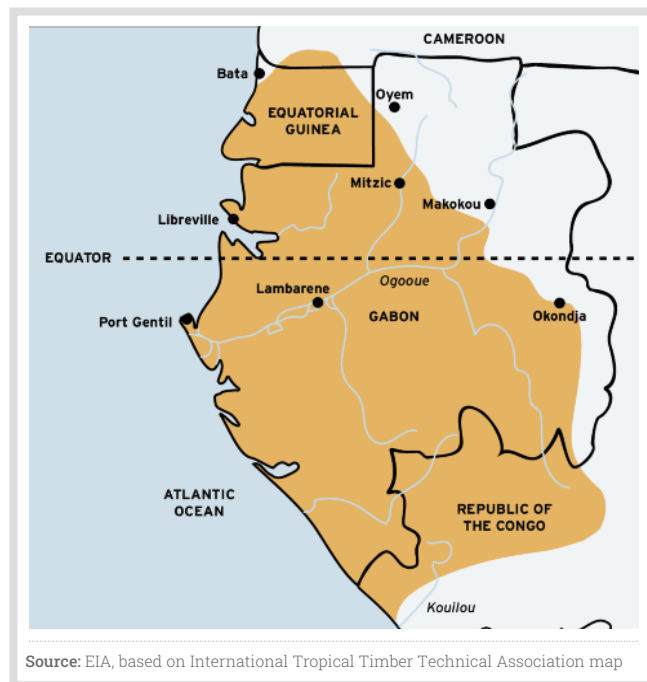 CAMEROON
Bata
Oyem
EQUATORIAL
GUINEA
Mitzic
Makokou
Libreville
EQUATOR
Ogooue
Lambarene
Okondja
GABON
Port Gentil
ATLANTIC
OCEAN
REPUBLIC OF
THE CONGO
Kouilou
Source: EIA, based on International Tropical Timber Technical Association map